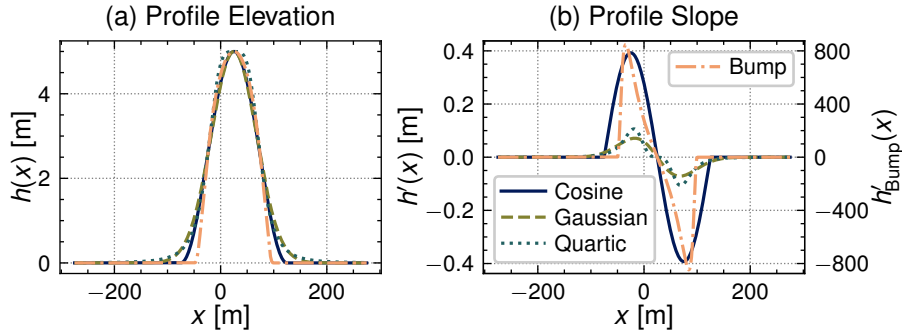 (a) Profile Elevation
h(x) [m]
4
2
0
−200
0
200
x [m]
(b) Profile Slope
h′(x) [m]
0.4
0.2
0.0
−0.2
−0.4
Bump
Cosine
Gaussian
Quartic
800
400
0
−400
−800
h′Bump(x)
−200
0
200
x [m]